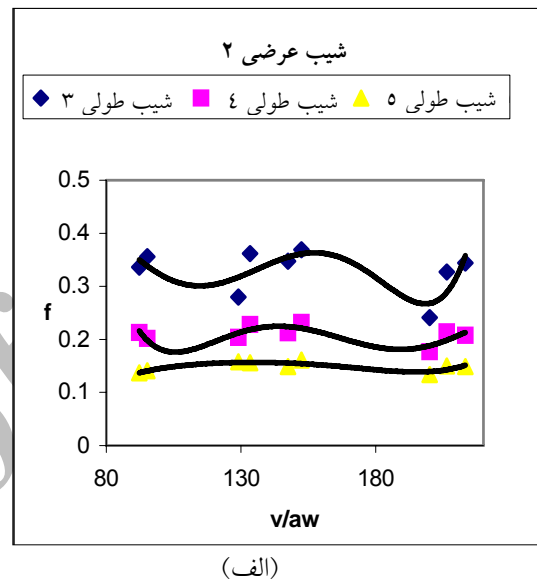 شیب عرضی ۲
شیب طولی ۳ شیب طولی ٤ شیب طولی ٥
0.5
0.4
0.3
f
0.2
0.1
0
80 130 180
v/aw
(الف)